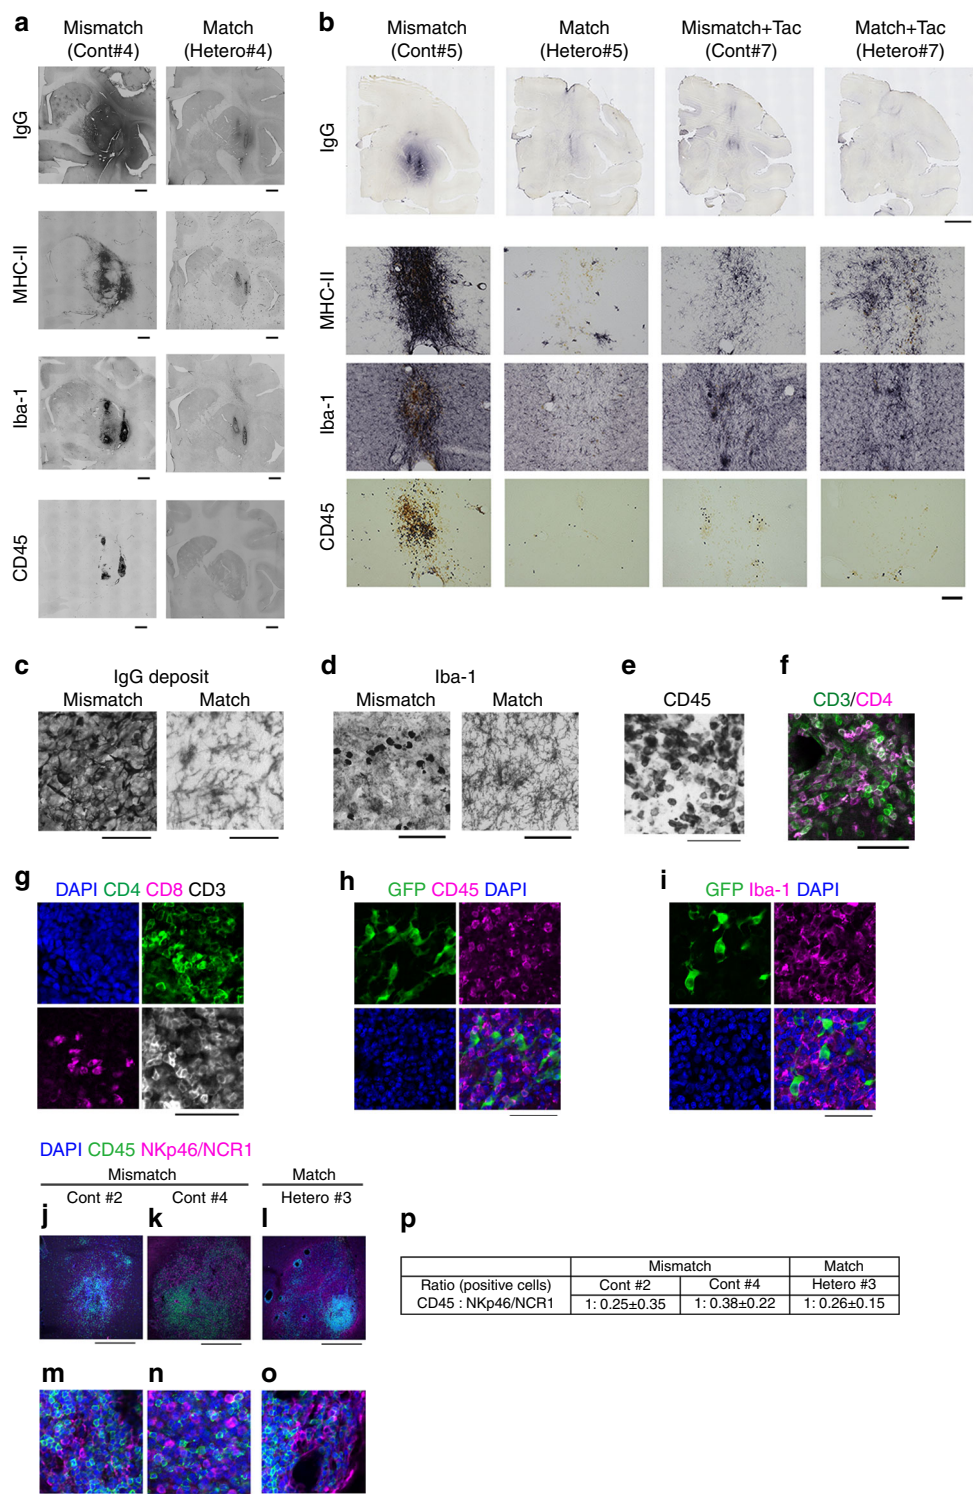 a
Mismatch
(Cont#4)
Match
(Hetero#4)
IgG
MHC-II
Iba-1
CD45
b
Mismatch
(Cont#5)
Match
(Hetero#5)
Mismatch+Tac
(Cont#7)
Match+Tac
(Hetero#7)
IgG
MHC-II
Iba-1
CD45
c
IgG deposit
Mismatch
Match
d
Iba-1
Mismatch
Match
e
CD45
f
CD3/CD4
g
DAPI CD4 CD8 CD3
h
GFP CD45 DAPI
i
GFP Iba-1 DAPI
DAPI CD45 NKp46/NCR1
Mismatch
Match
Cont #2
Cont #4
Hetero #3
j
k
l
m
n
o
p
Mismatch
Match
Ratio (positive cells)
Cont #2
Cont #4
Hetero #3
CD45 : NKp46/NCR1
1: 0.25±0.35
1: 0.38±0.22
1: 0.26±0.15